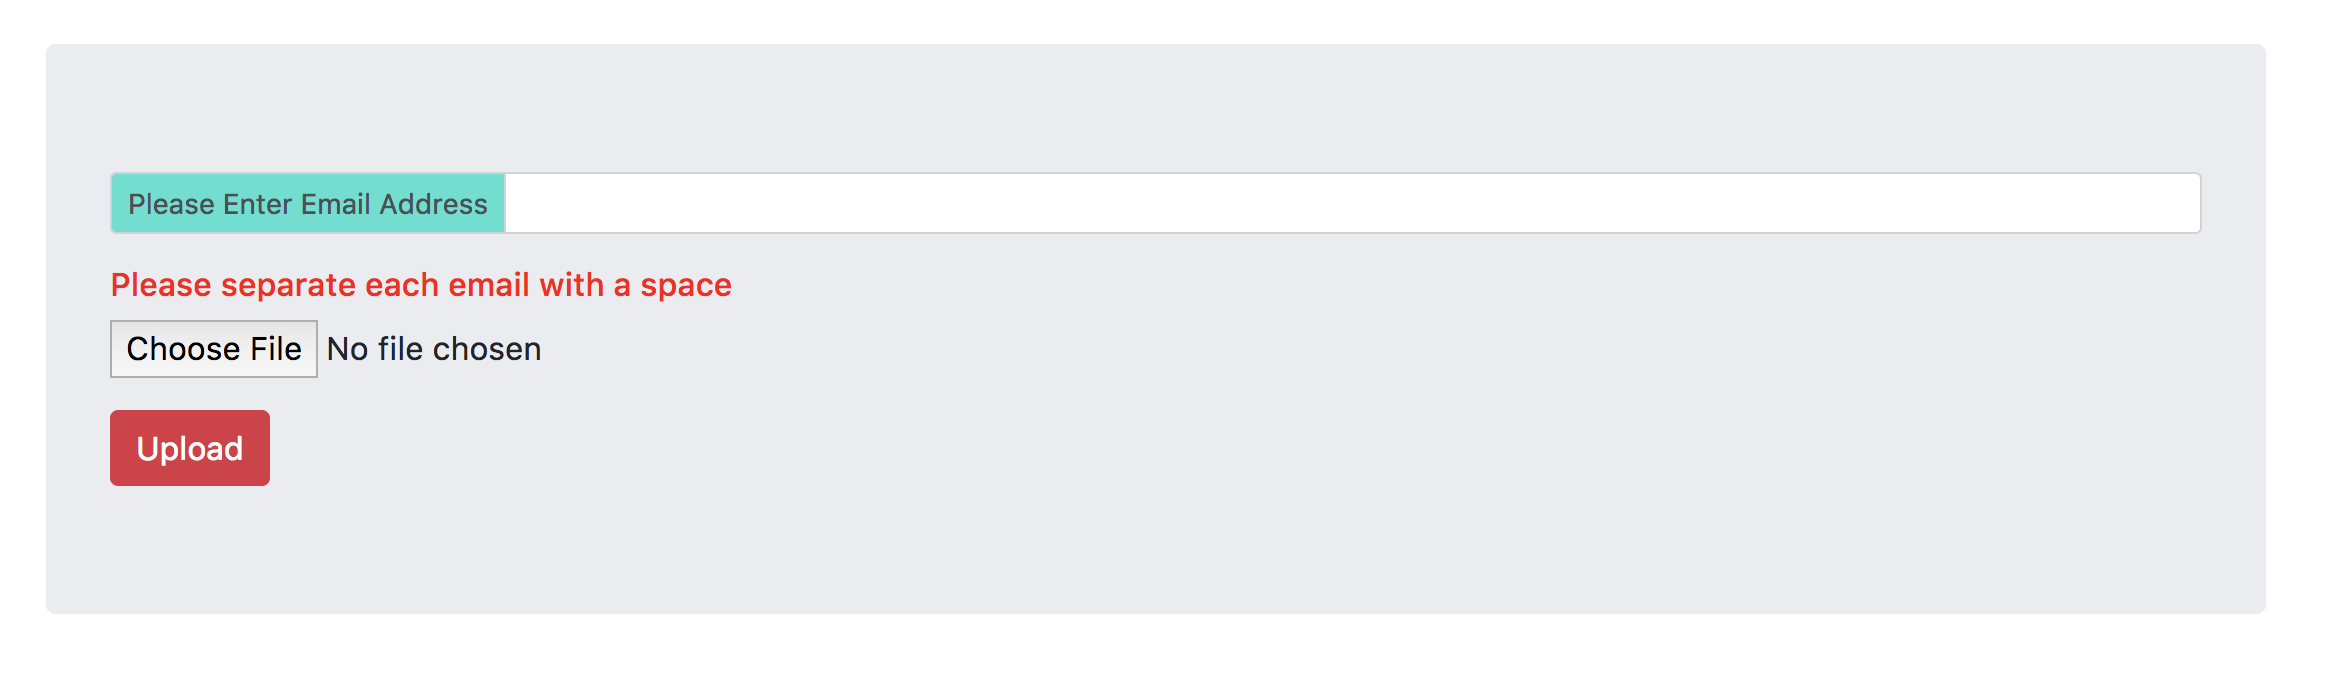 Please Enter Email Address
Please separate each email with a space
Choose File No file chosen
Upload